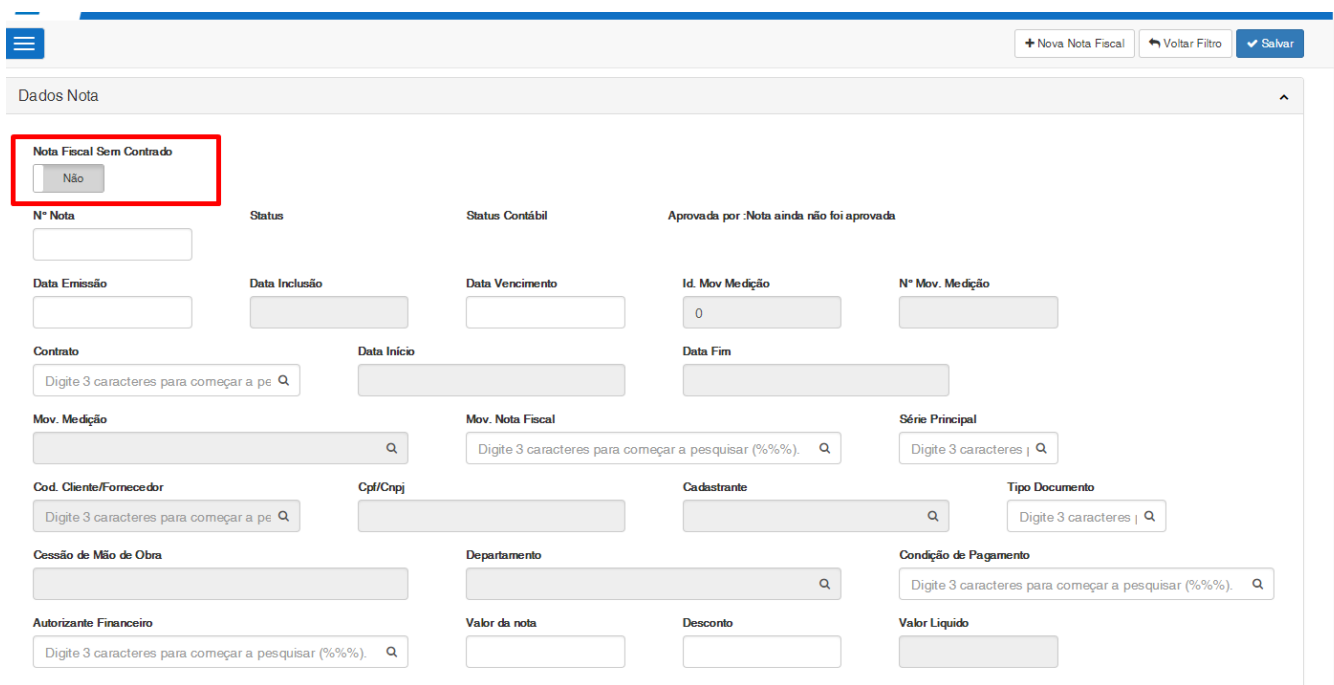 Nova Nota Fiscal Voltar Filtro Salvar
Dados Nota
Nota Fiscal Sem Contrado
Não
N° Nota Status Status Contábil Aprovada por :Nota ainda não foi aprovada
Data Emissão Data Inclusão Data Vencimento Id. Mov Medição N° Mov. Medição
0
Contrato Data Início Data Fim
Digite 3 caracteres para começar a pe
Mov. Medição Mov. Nota Fiscal Série Principal
Digite 3 caracteres para começar a pesquisar (%%%). Digite 3 caracteres
Cod. Cliente/Fornecedor Cpf/Cnpj Cadastrante Tipo Documento
Digite 3 caracteres para começar a pe Digite 3 caracteres
Cessão de Mão de Obra Departamento Condição de Pagamento
Digite 3 caracteres para começar a pesquisar (%%%).
Autorizante Financeiro Valor da nota Desconto Valor Liquido
Digite 3 caracteres para começar a pesquisar (%%%).